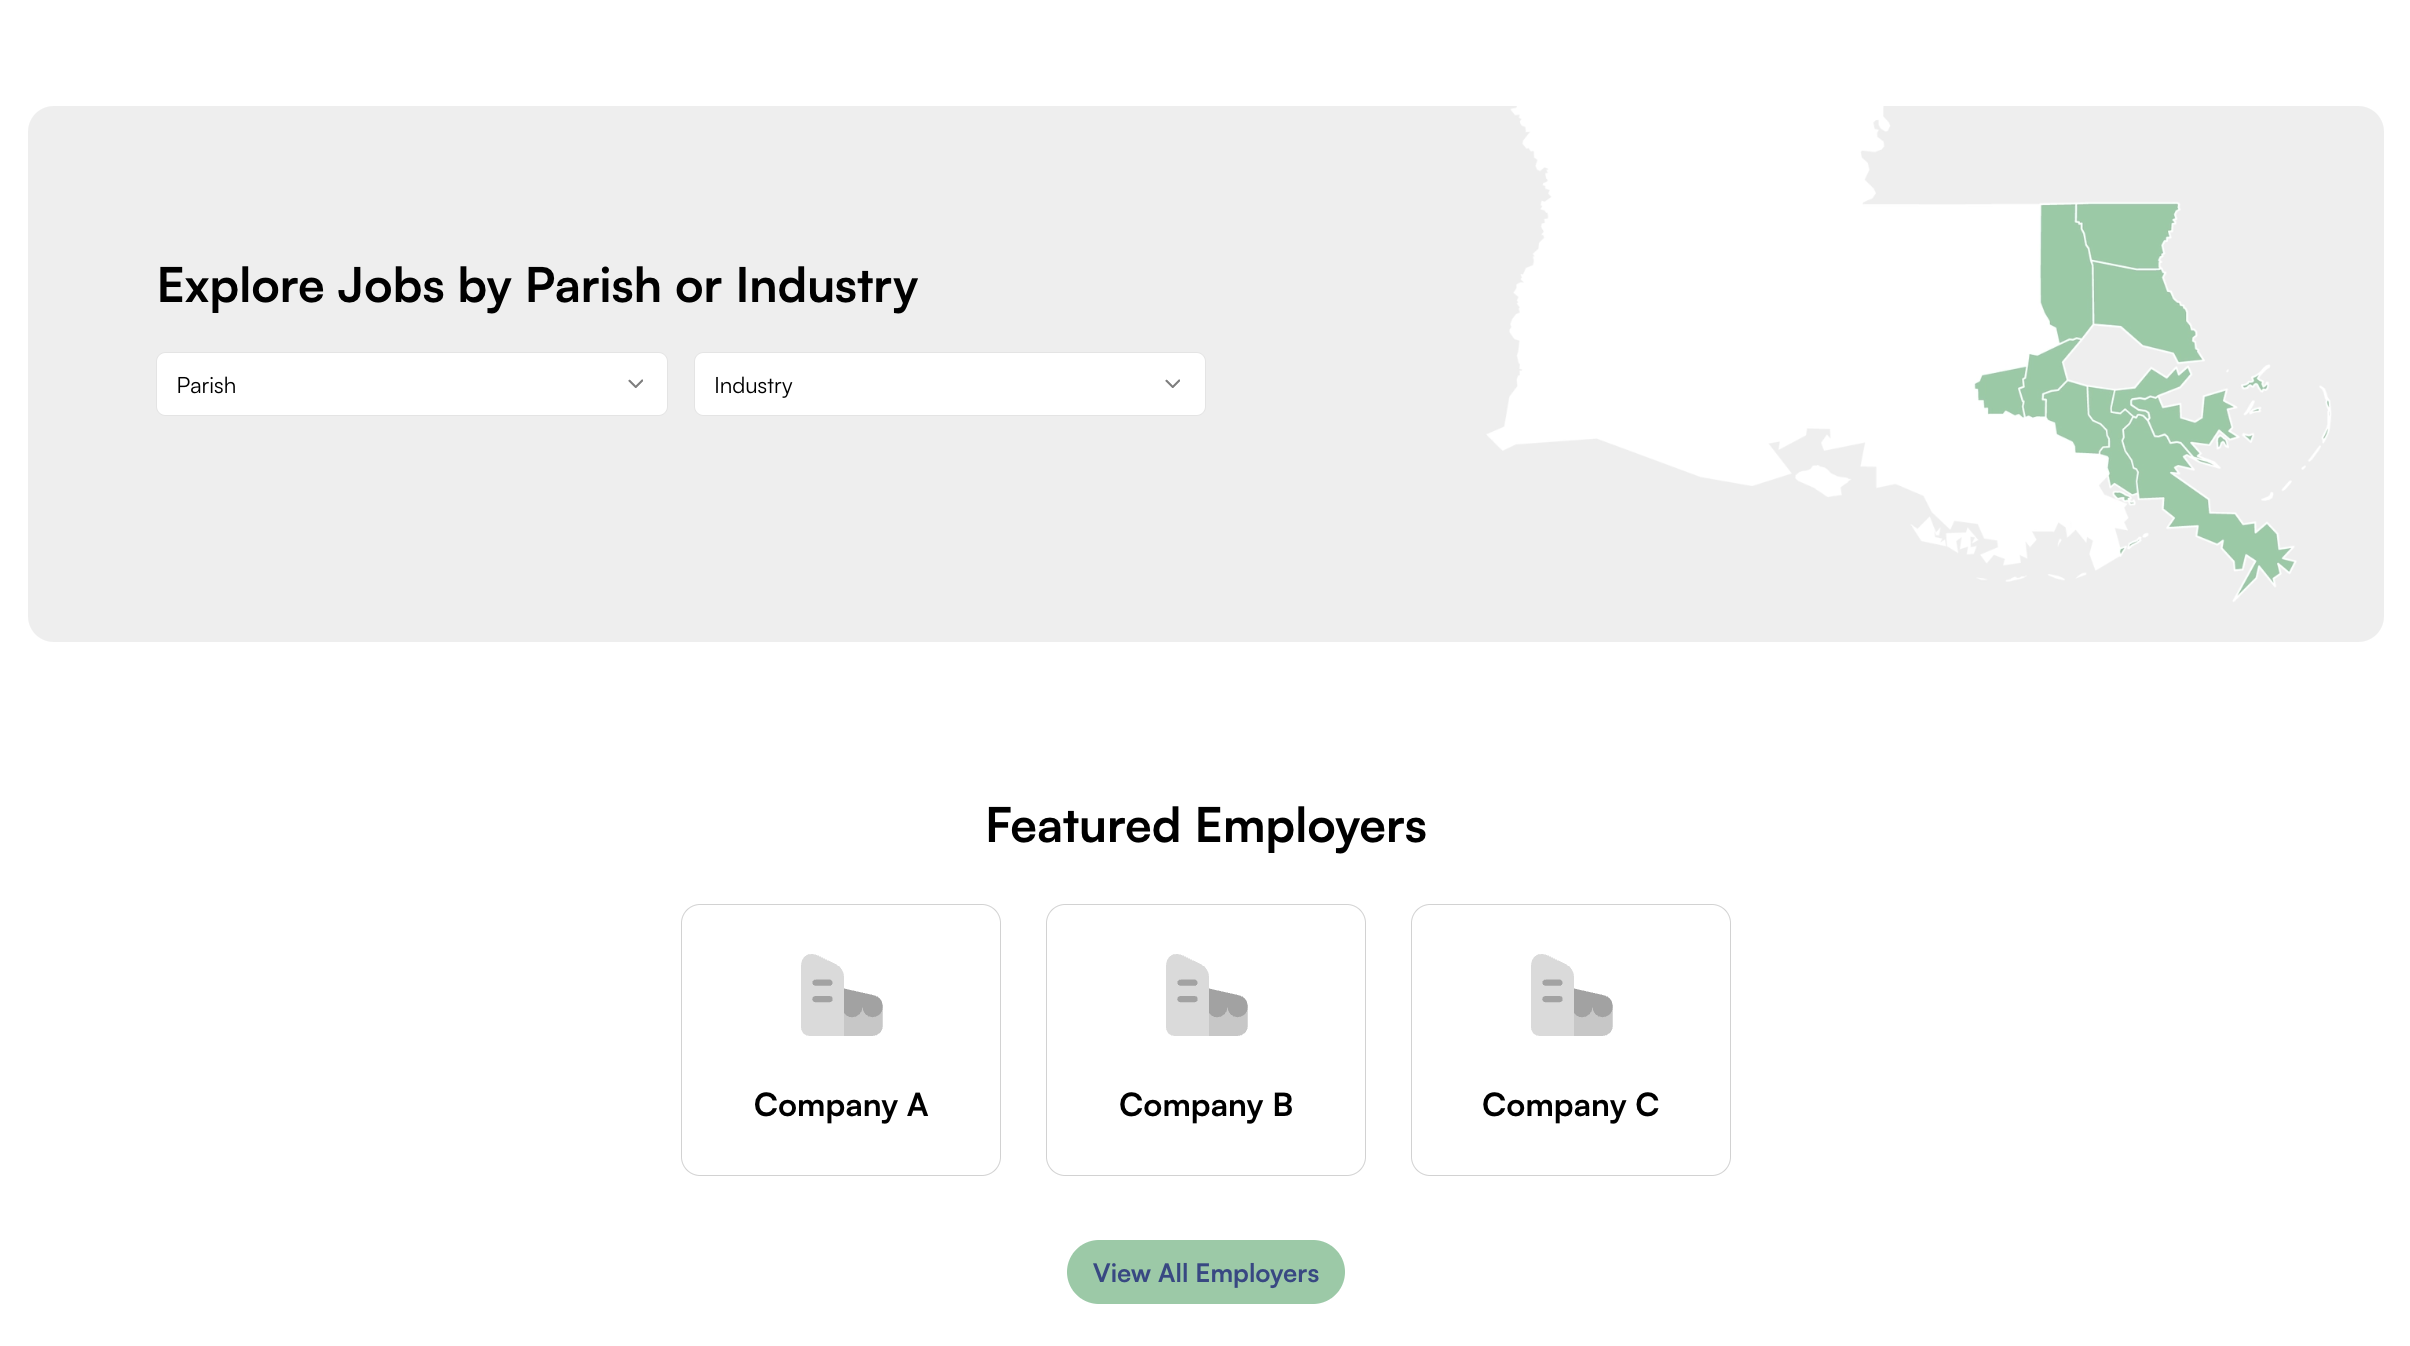 Explore Jobs by Parish or Industry
Parish
Industry
Featured Employers
Company A
Company B
Company C
View All Employers